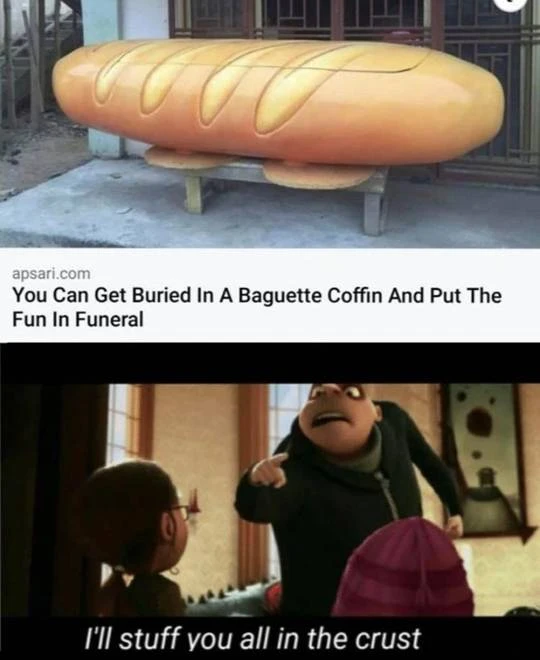 apsari.com
You Can Get Buried In A Baguette Coffin And Put The
Fun In Funeral
I'll stuff you all in the crust